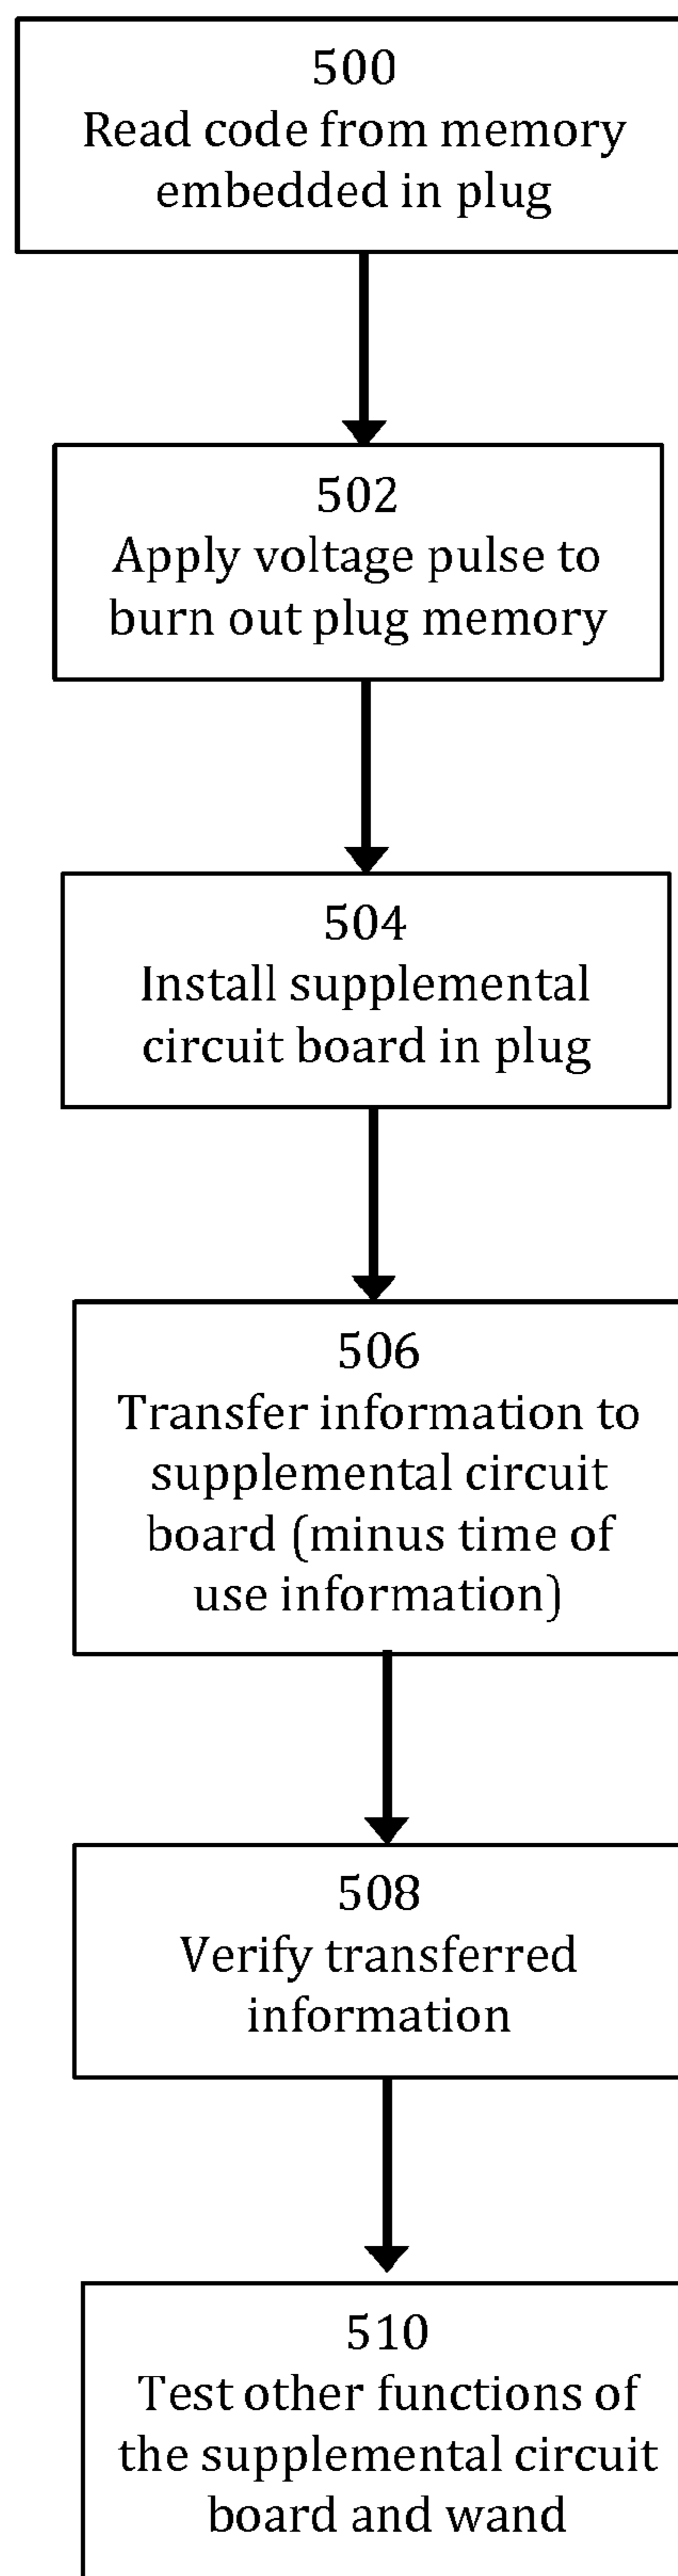 500
Read code from memory
embedded in plug
502
Apply voltage pulse to
burn out plug memory
504
Install supplemental
circuit board in plug
506
Transfer information to
supplemental circuit
board (minus time of
use information)
508
Verify transferred
information
510
Test other functions of
the supplemental circuit
board and wand